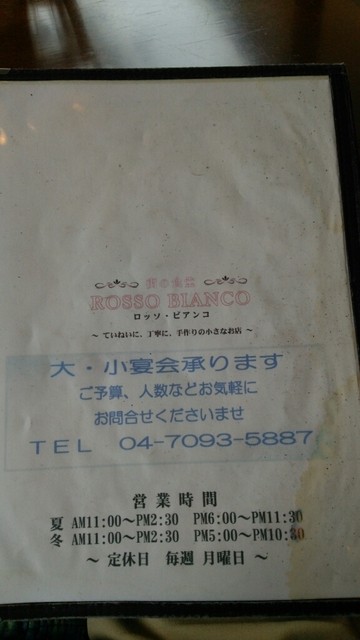 ROSSO BIANCO
ロッソ・ビアンコ
～ ていねいに、丁寧に、手作りの小さなお店 ～
大・小宴会承ります
ご予算、人数などお気軽に
お問合せくださいませ
TEL 04-7093-5887
営業時間
夏 AM11:00～PM2:30 PM6:00～PM11:30
冬 AM11:00～PM2:30 PM5:00～PM10:30
～ 定休日 毎週 月曜日 ～